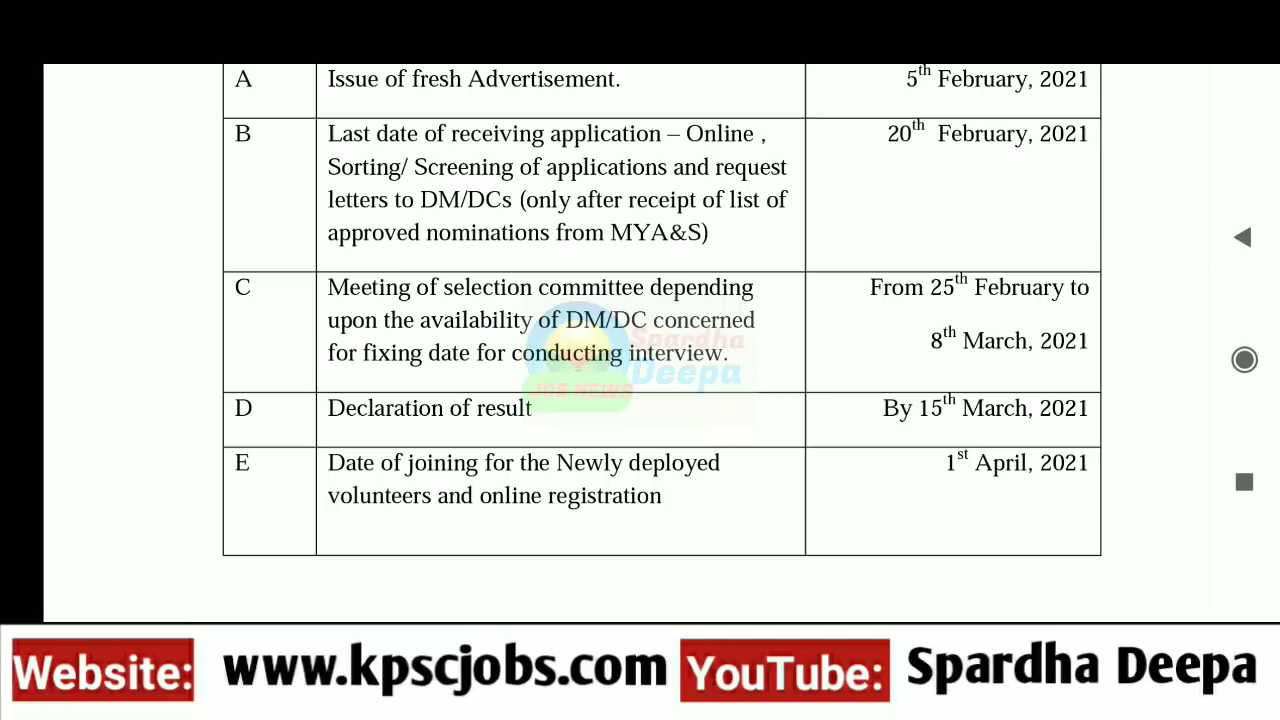 A Issue of fresh Advertisement. 5th February, 2021
B Last date of receiving application – Online , 20th February, 2021
Sorting/ Screening of applications and request
letters to DM/DCs (only after receipt of list of
approved nominations from MYA&S)
C Meeting of selection committee depending From 25th February to
upon the availability of DM/DC concerned 8th March, 2021
for fixing date for conducting interview.
Spardha
Deepa
JOB NEWS
D Declaration of result By 15th March, 2021
E Date of joining for the Newly deployed 1st April, 2021
volunteers and online registration
Website: www.kpscjobs.com YouTube: Spardha Deepa